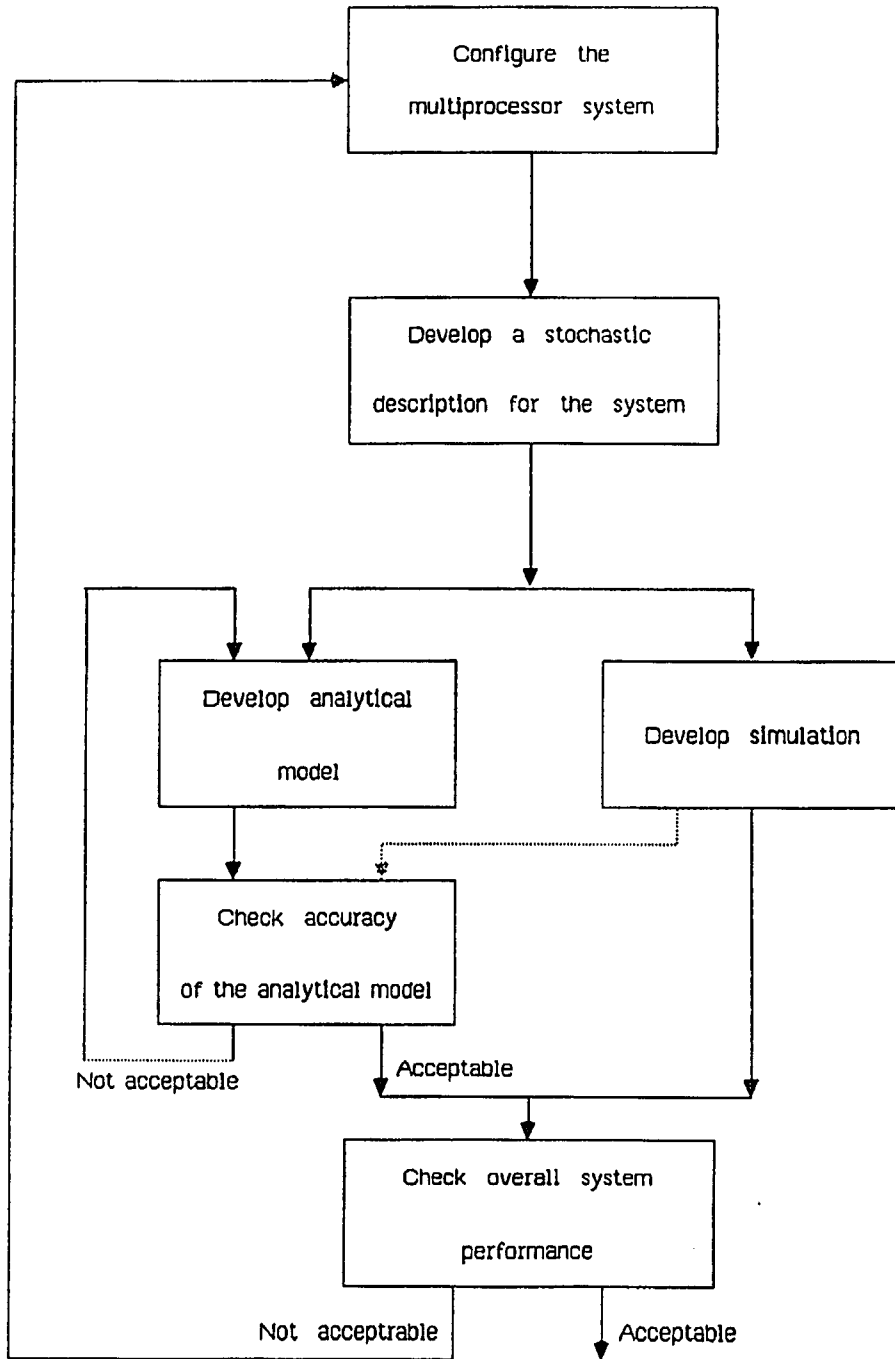 Configure the
multiprocessor system
Develop a stochastic
description for the system
Develop analytical
model
Develop simulation
Check accuracy
of the analytical model
Not acceptable
Acceptable
Check overall system
performance
Not acceptrable
Acceptable